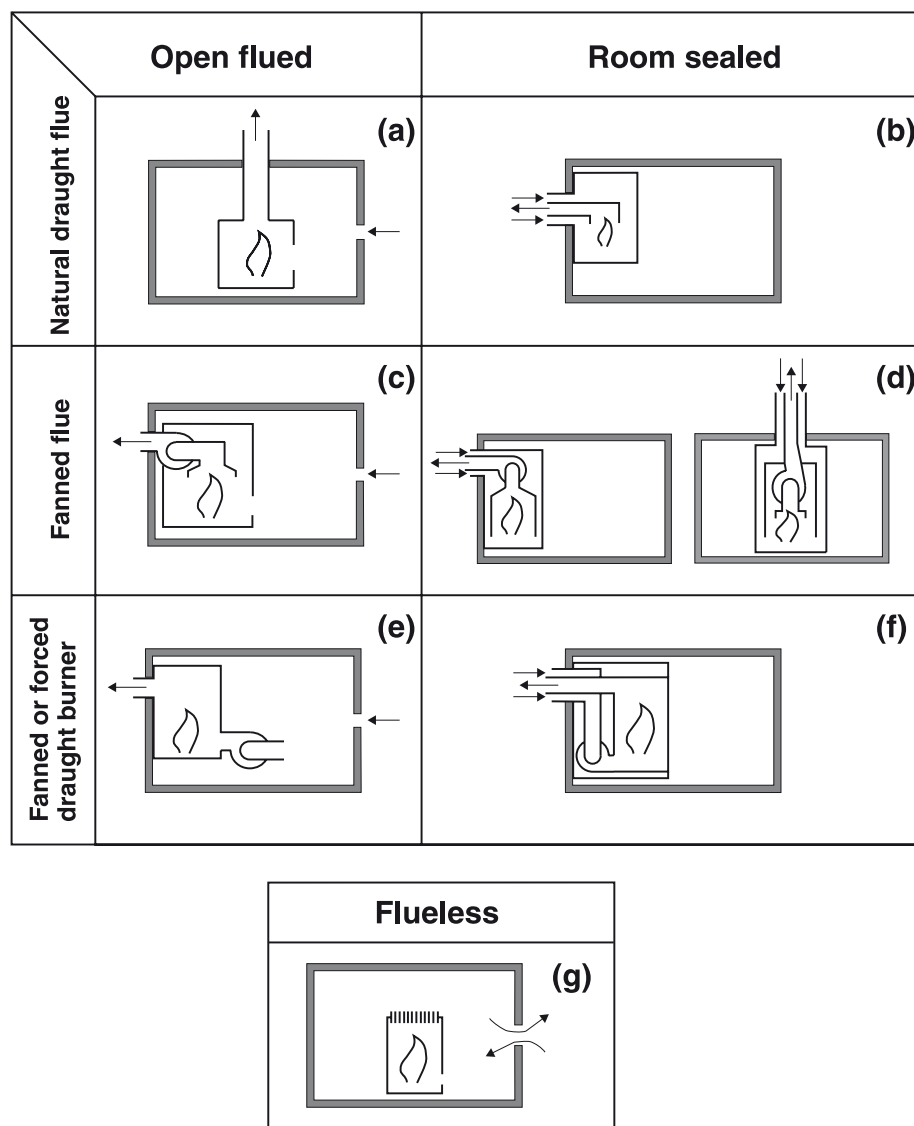 Open flued
Room sealed
Natural draught flue
(a)
(b)
Fanned flue
(c)
(d)
Fanned or forced
draught burner
(e)
(f)
Flueless
(g)